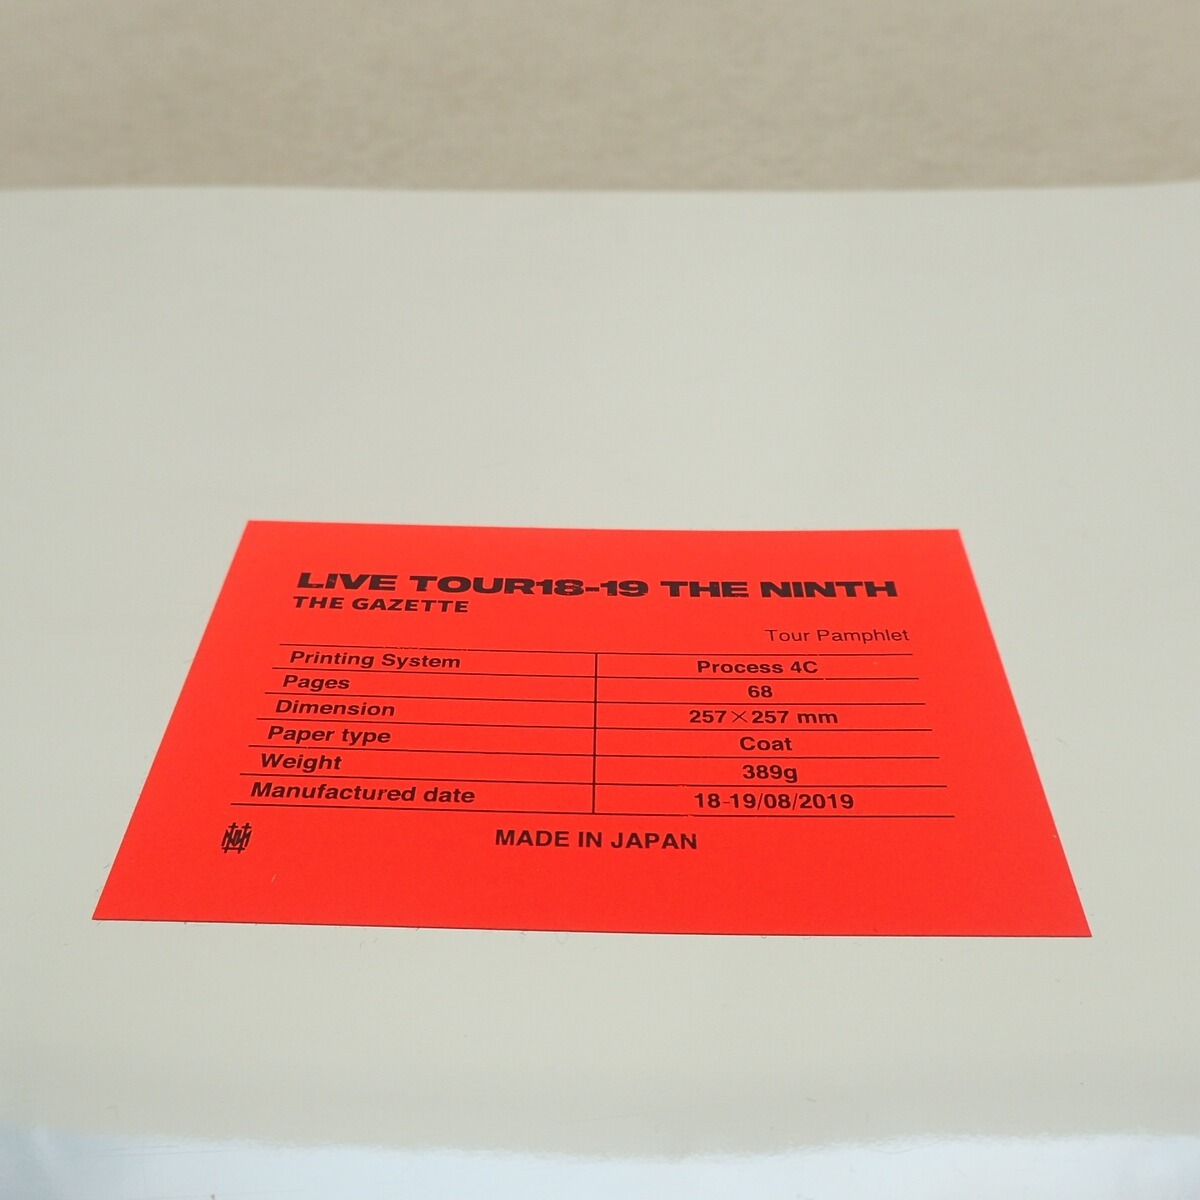 LIVE TOUR18-19 THE NINTH
THE GAZETTE
Tour Pamphlet
Printing System Process 4C
Pages 68
Dimension 257×257 mm
Paper type Coat
Weight 389g
Manufactured date 18-19/08/2019
MADE IN JAPAN